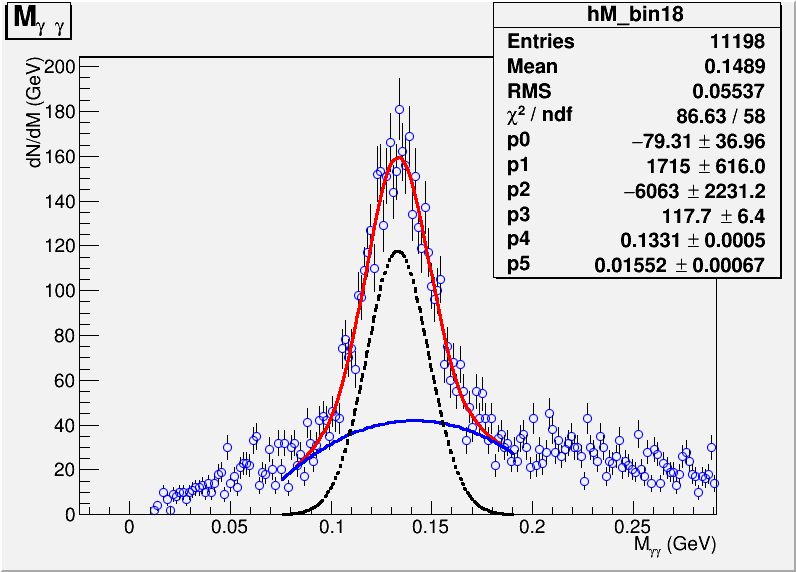 M_γ γ
hM_bin18
Entries 11198
Mean 0.1489
RMS 0.05537
χ² / ndf 86.63 / 58
p0 −79.31 ± 36.96
p1 1715 ± 616.0
p2 −6063 ± 2231.2
p3 117.7 ± 6.4
p4 0.1331 ± 0.0005
p5 0.01552 ± 0.00067
dN/dM (GeV)
200
180
160
140
120
100
80
60
40
20
0
0 0.05 0.1 0.15 0.2 0.25
M_γγ (GeV)